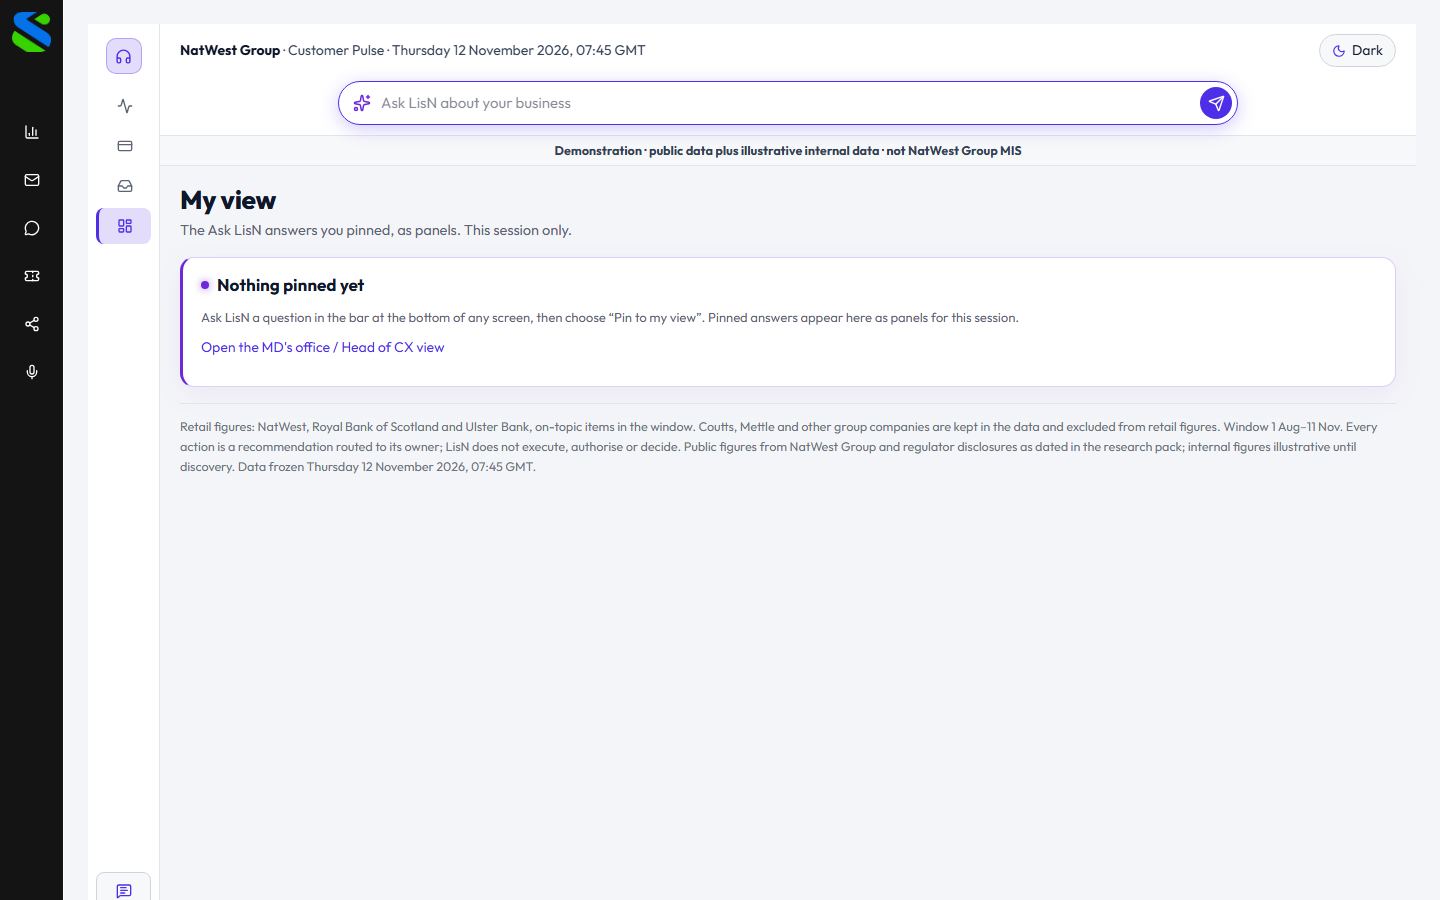 NatWest Group · Customer Pulse · Thursday 12 November 2026, 07:45 GMT
Dark
Ask LisN about your business
Demonstration · public data plus illustrative internal data · not NatWest Group MIS
My view
The Ask LisN answers you pinned, as panels. This session only.
Nothing pinned yet
Ask LisN a question in the bar at the bottom of any screen, then choose “Pin to my view”. Pinned answers appear here as panels for this session.
Open the MD's office / Head of CX view
Retail figures: NatWest, Royal Bank of Scotland and Ulster Bank, on-topic items in the window. Coutts, Mettle and other group companies are kept in the data and excluded from retail figures. Window 1 Aug–11 Nov. Every
action is a recommendation routed to its owner; LisN does not execute, authorise or decide. Public figures from NatWest Group and regulator disclosures as dated in the research pack; internal figures illustrative until
discovery. Data frozen Thursday 12 November 2026, 07:45 GMT.